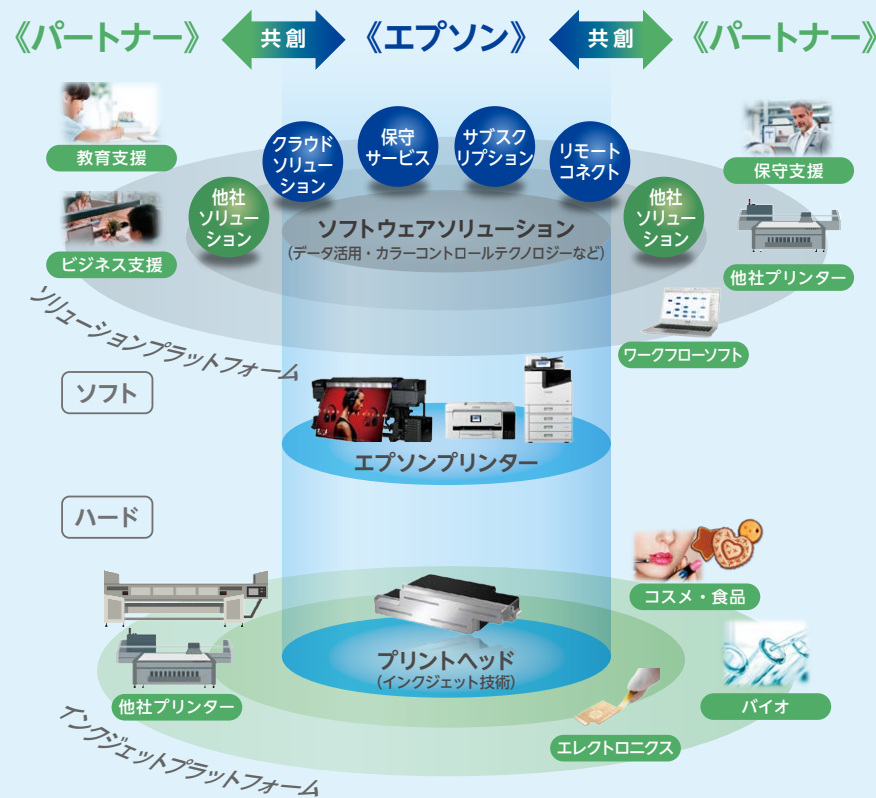 《パートナー》
共創
《エプソン》
共創
《パートナー》
教育支援
ビジネス支援
他社
ソリュー
ション
クラウド
ソリュー
ション
保守
サービス
サブスク
リプション
リモート
コネクト
他社
ソリュー
ション
保守支援
他社プリンター
ワークフローソフト
ソフトウェアソリューション
(データ活用・カラーコントロールテクノロジーなど)
ソリューションプラットフォーム
ソフト
エプソンプリンター
ハード
コスメ・食品
プリントヘッド
(インクジェット技術)
他社プリンター
バイオ
エレクトロニクス
インクジェットプラットフォーム